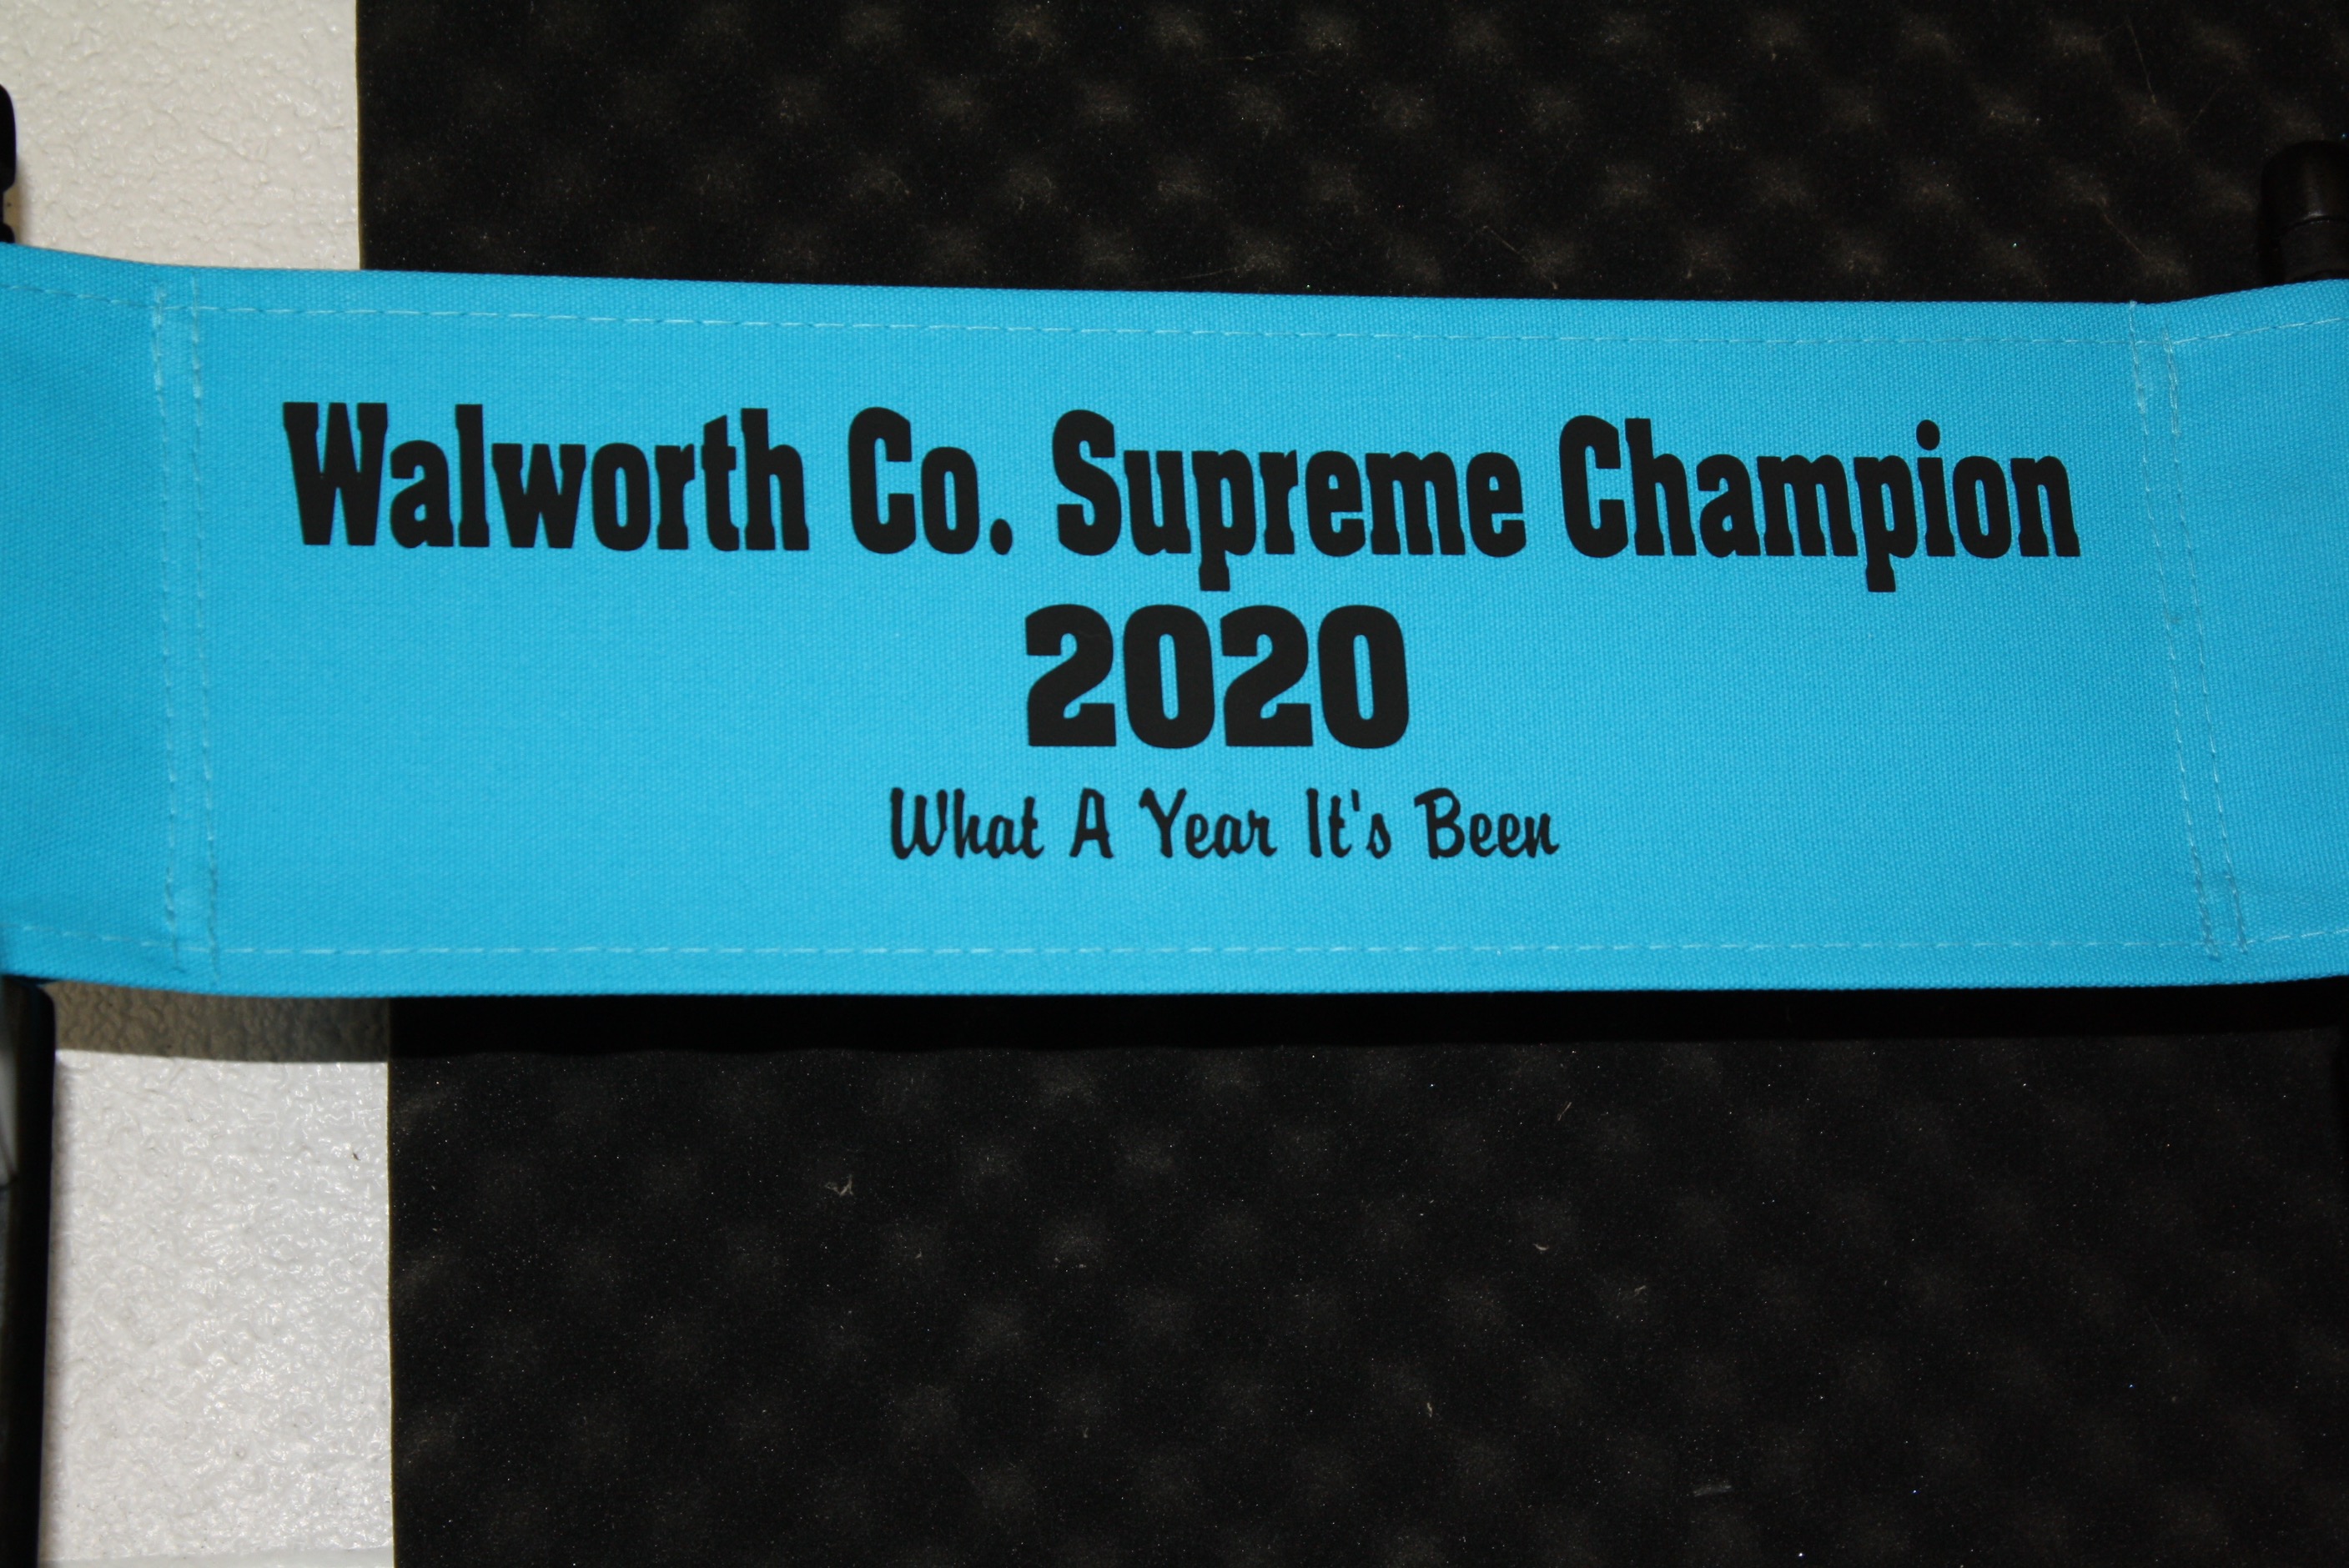 Walworth Co. Supreme Champion
2020
What A Year It's Been